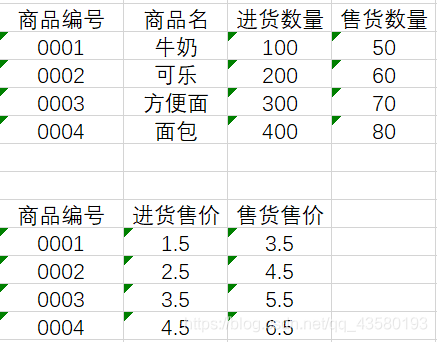 商品编号 商品名 进货数量 售货数量
0001 牛奶 100 50
0002 可乐 200 60
0003 方便面 300 70
0004 面包 400 80
商品编号 进货售价 售货售价
0001 1.5 3.5
0002 2.5 4.5
0003 3.5 5.5
0004 4.5 6.5
https://blog.csdn.net/qq_43580193